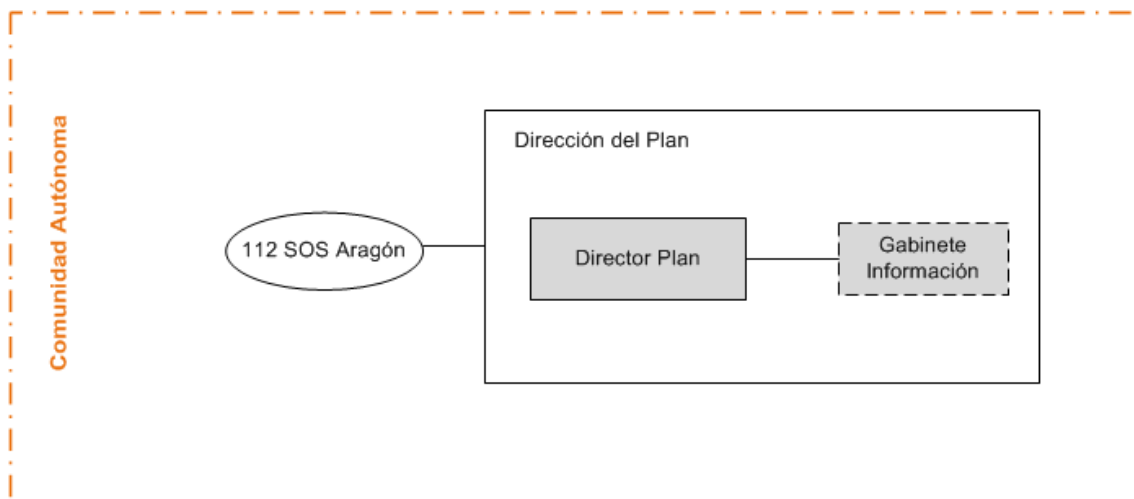 Comunidad Autónoma
Dirección del Plan
112 SOS Aragón
Director Plan
Gabinete
Información